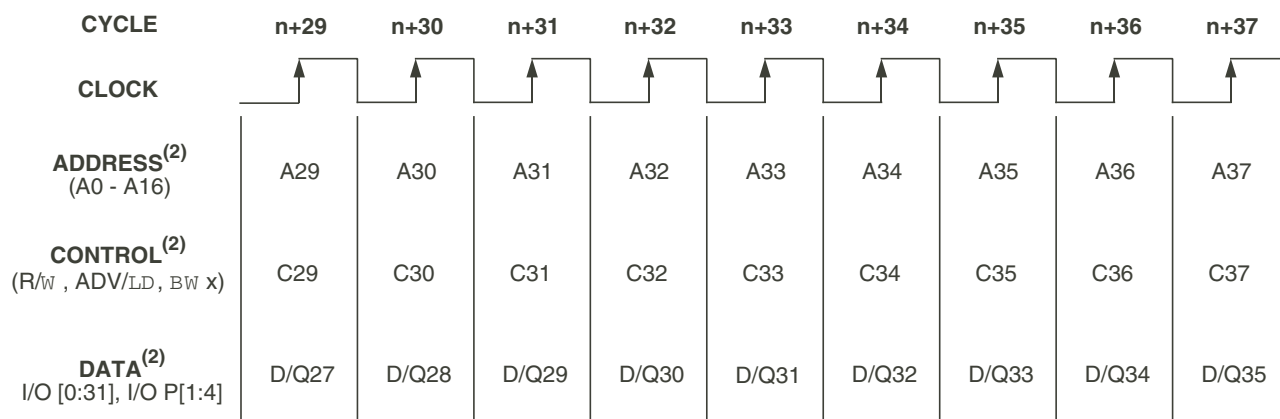 CYCLE n+29 n+30 n+31 n+32 n+33 n+34 n+35 n+36 n+37
CLOCK
ADDRESS(2)
(A0 - A16) A29 A30 A31 A32 A33 A34 A35 A36 A37
CONTROL(2)
(R/W , ADV/LD, BW x) C29 C30 C31 C32 C33 C34 C35 C36 C37
DATA(2)
I/O [0:31], I/O P[1:4] D/Q27 D/Q28 D/Q29 D/Q30 D/Q31 D/Q32 D/Q33 D/Q34 D/Q35